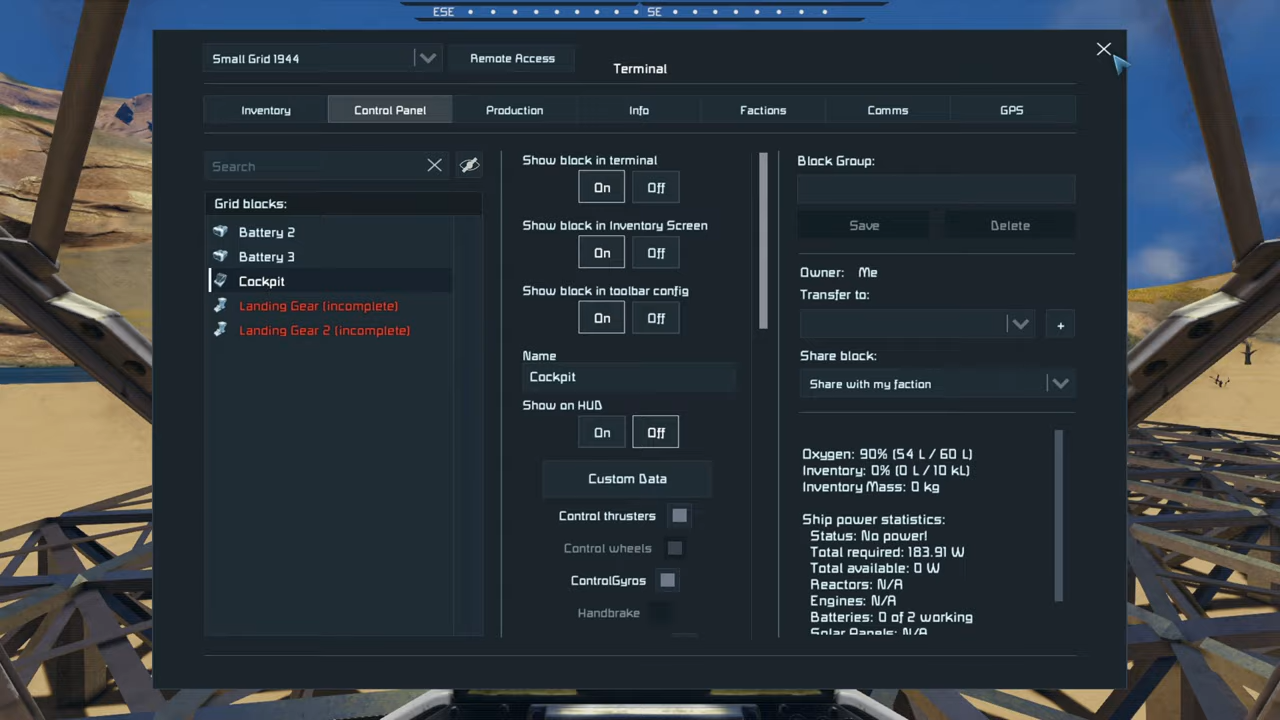 ESE SE
Small Grid 1944
Remote Access
Terminal
Inventory
Control Panel
Production
Info
Factions
Comms
GPS
Search
Grid blocks:
Battery 2
Battery 3
Cockpit
Landing Gear (incomplete)
Landing Gear 2 (incomplete)
Show block in terminal
On Off
Show block in Inventory Screen
On Off
Show block in toolbar config
On Off
Name
Cockpit
Show on HUD
On Off
Custom Data
Control thrusters
Control wheels
ControlGyros
Handbrake
Block Group:
Save Delete
Owner: Me
Transfer to:
+
Share block:
Share with my faction
Oxygen: 90% (54 L / 60 L)
Inventory: 0% (0 L / 10 kL)
Inventory Mass: 0 kg
Ship power statistics:
Status: No power!
Total required: 183.91 W
Total available: 0 W
Reactors: N/A
Engines: N/A
Batteries: 0 of 2 working
Solar Panels: N/A